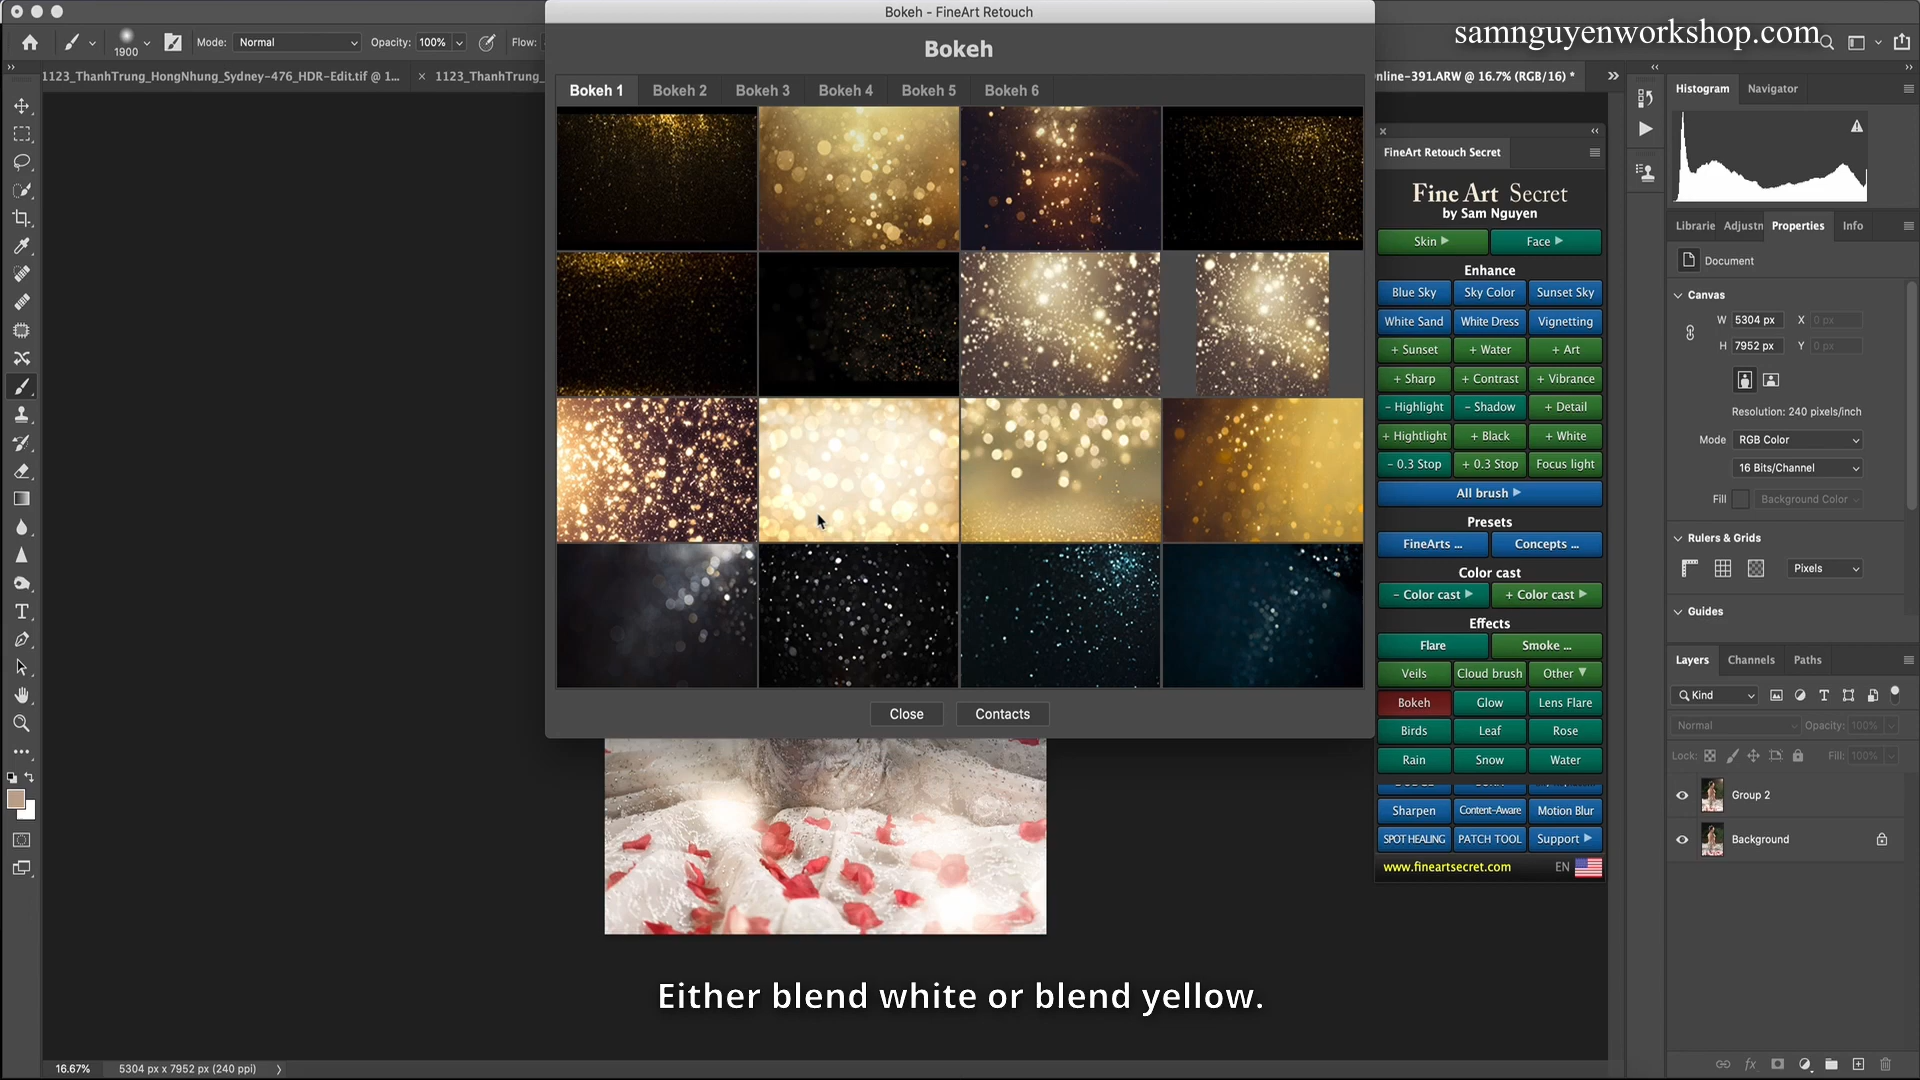 Bokeh - FineArt Retouch
samnguyenworkshop.com
1900
Mode: Normal
Opacity: 100%
Flow:
Bokeh
1123_ThanhTrung_HongNhung_Sydney-476_HDR-Edit.tif @ 1...
1123_ThanhTrung_
nline-391.ARW @ 16.7% (RGB/16) *
Bokeh 1
Bokeh 2
Bokeh 3
Bokeh 4
Bokeh 5
Bokeh 6
Close
Contacts
FineArt Retouch Secret
Fine Art Secret
by Sam Nguyen
Skin
Face
Enhance
Blue Sky
Sky Color
Sunset Sky
White Sand
White Dress
Vignetting
+ Sunset
+ Water
+ Art
+ Sharp
+ Contrast
+ Vibrance
- Highlight
- Shadow
+ Detail
+ Hightlight
+ Black
+ White
- 0.3 Stop
+ 0.3 Stop
Focus light
All brush
Presets
FineArts ...
Concepts ...
Color cast
- Color cast
+ Color cast
Effects
Flare
Smoke ...
Veils
Cloud brush
Other
Bokeh
Glow
Lens Flare
Birds
Leaf
Rose
Rain
Snow
Water
Sharpen
Content-Aware
Motion Blur
SPOT HEALING
PATCH TOOL
Support
www.fineartsecret.com
EN
Histogram
Navigator
Librarie
Adjustn
Properties
Info
Document
Canvas
W 5304 px
X 0 px
H 7952 px
Y 0 px
Resolution: 240 pixels/inch
Mode RGB Color
16 Bits/Channel
Fill Background Color
Rulers & Grids
Pixels
Guides
Layers
Channels
Paths
Kind
Normal
Opacity: 100%
Lock:
Fill: 100%
Group 2
Background
Either blend white or blend yellow.
16.67%
5304 px x 7952 px (240 ppi)